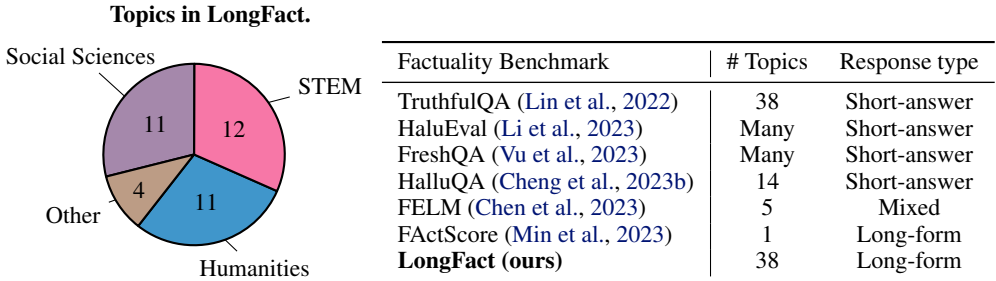 Topics in LongFact.
Social Sciences
STEM
11
12
4
11
Other
Humanities
Factuality Benchmark # Topics Response type
TruthfulQA (Lin et al., 2022) 38 Short-answer
HaluEval (Li et al., 2023) Many Short-answer
FreshQA (Vu et al., 2023) Many Short-answer
HalluQA (Cheng et al., 2023b) 14 Short-answer
FELM (Chen et al., 2023) 5 Mixed
FActScore (Min et al., 2023) 1 Long-form
LongFact (ours) 38 Long-form